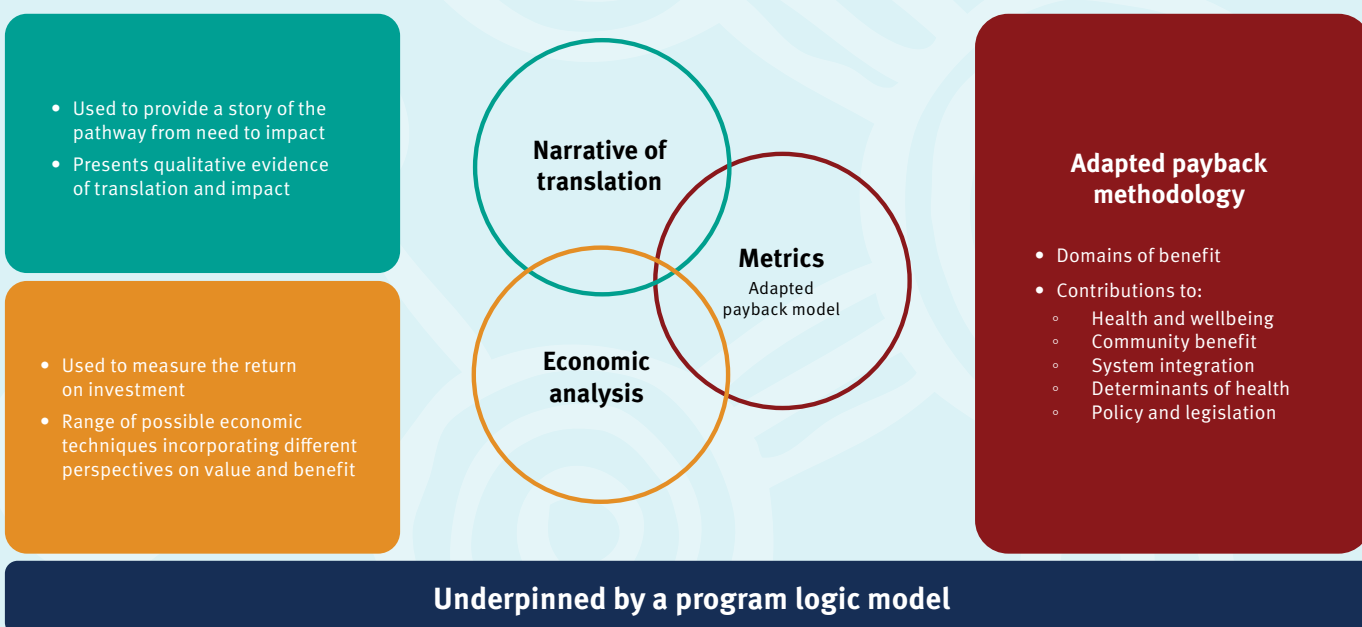 • Used to provide a story of the
pathway from need to impact
• Presents qualitative evidence
of translation and impact
• Used to measure the return
on investment
• Range of possible economic
techniques incorporating different
perspectives on value and benefit
Narrative of
translation
Metrics
Adapted
payback model
Economic
analysis
Adapted payback
methodology
• Domains of benefit
• Contributions to:
◦ Health and wellbeing
◦ Community benefit
◦ System integration
◦ Determinants of health
◦ Policy and legislation
Underpinned by a program logic model